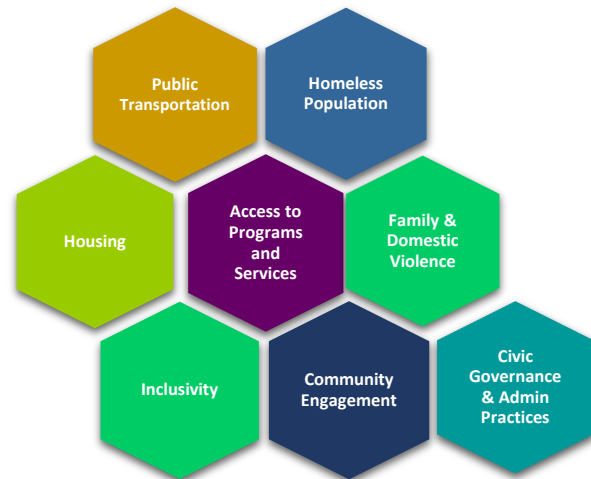 Public
Transportation
Homeless
Population
Housing
Access to
Programs
and
Services
Family &
Domestic
Violence
Inclusivity
Community
Engagement
Civic
Governance
& Admin
Practices